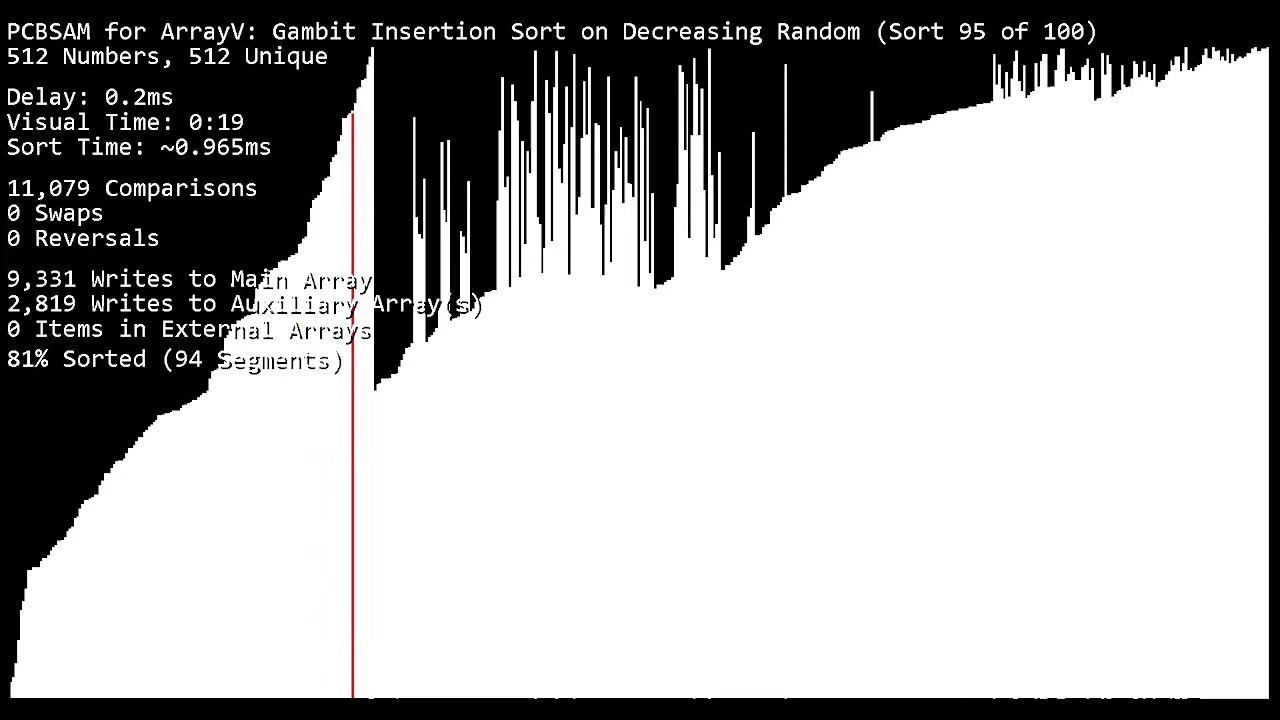 PCBSAM for ArrayV: Gambit Insertion Sort on Decreasing Random (Sort 95 of 100)
512 Numbers, 512 Unique
Delay: 0.2ms
Visual Time: 0:19
Sort Time: ~0.965ms
11,079 Comparisons
0 Swaps
0 Reversals
9,331 Writes to Main Array
2,819 Writes to Auxiliary Array(s)
0 Items in External Arrays
81% Sorted (94 Segments)